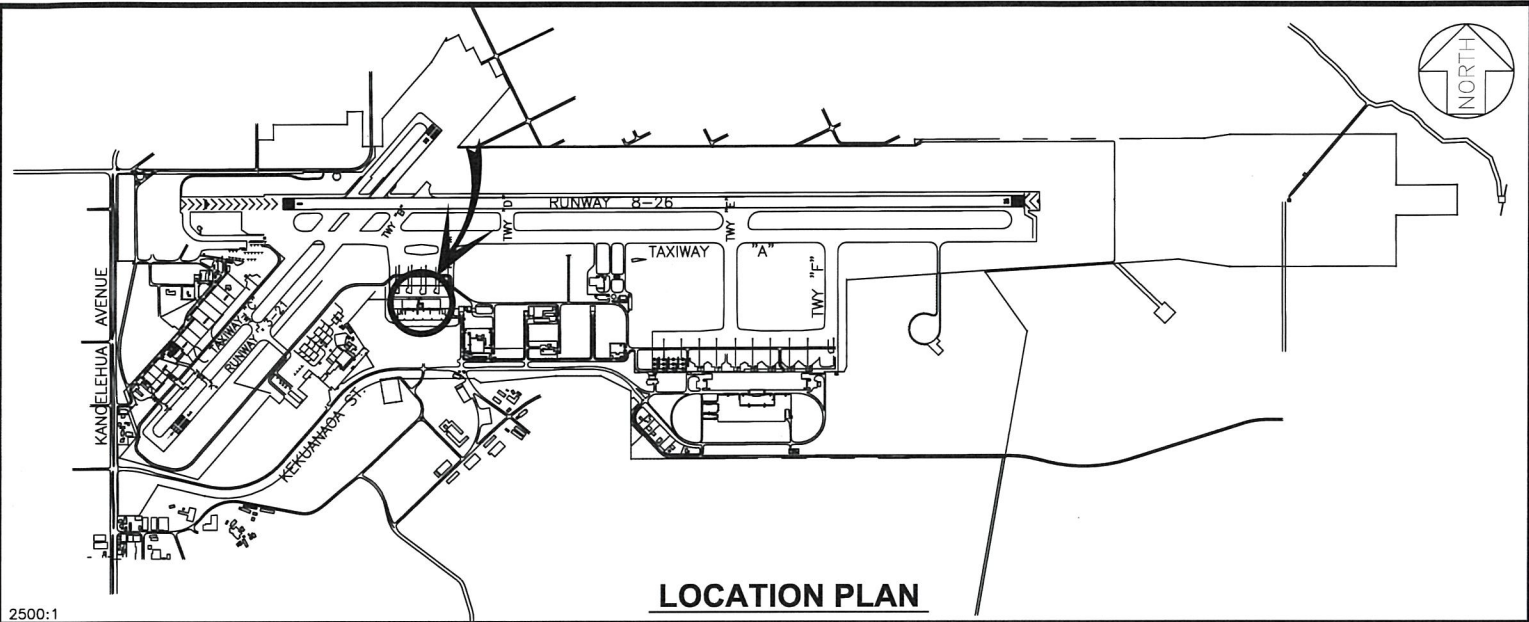 NORTH
RUNWAY 8-26
TWY "B"
TWY "D"
TWY "E"
TAXIWAY "A"
TWY "F"
KANOELEHUA AVENUE
TAXIWAY "C"
RUNWAY 3-21
KEKUANAOA ST.
LOCATION PLAN
2500:1